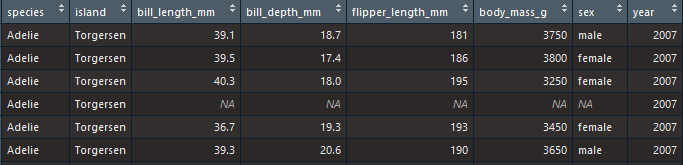 species island bill_length_mm bill_depth_mm flipper_length_mm body_mass_g sex year
Adelie Torgersen 39.1 18.7 181 3750 male 2007
Adelie Torgersen 39.5 17.4 186 3800 female 2007
Adelie Torgersen 40.3 18.0 195 3250 female 2007
Adelie Torgersen NA NA NA NA NA 2007
Adelie Torgersen 36.7 19.3 193 3450 female 2007
Adelie Torgersen 39.3 20.6 190 3650 male 2007